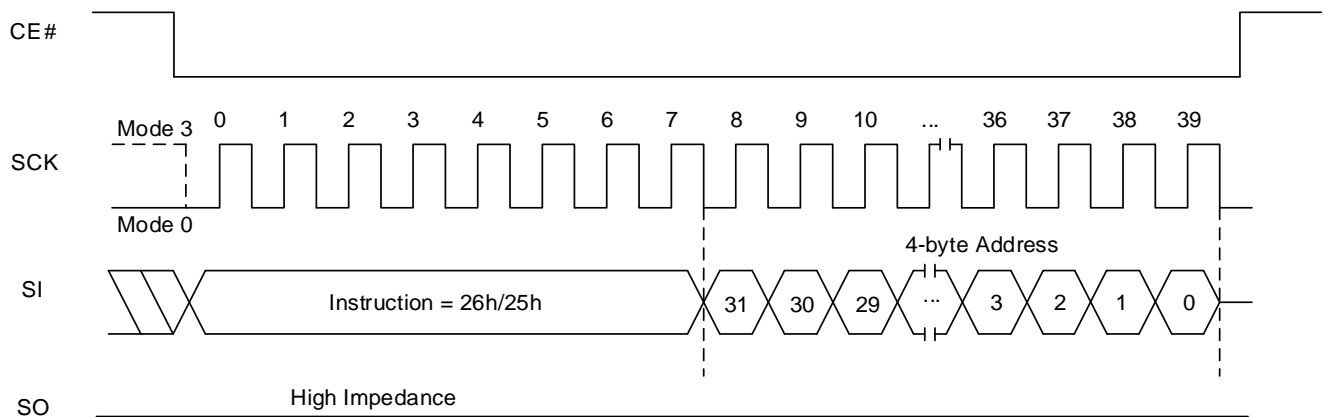 CE#
Mode 3
0 1 2 3 4 5 6 7 8 9 10 ... 36 37 38 39
SCK
Mode 0
4-byte Address
SI
Instruction = 26h/25h
31 30 29 ... 3 2 1 0
High Impedance
SO